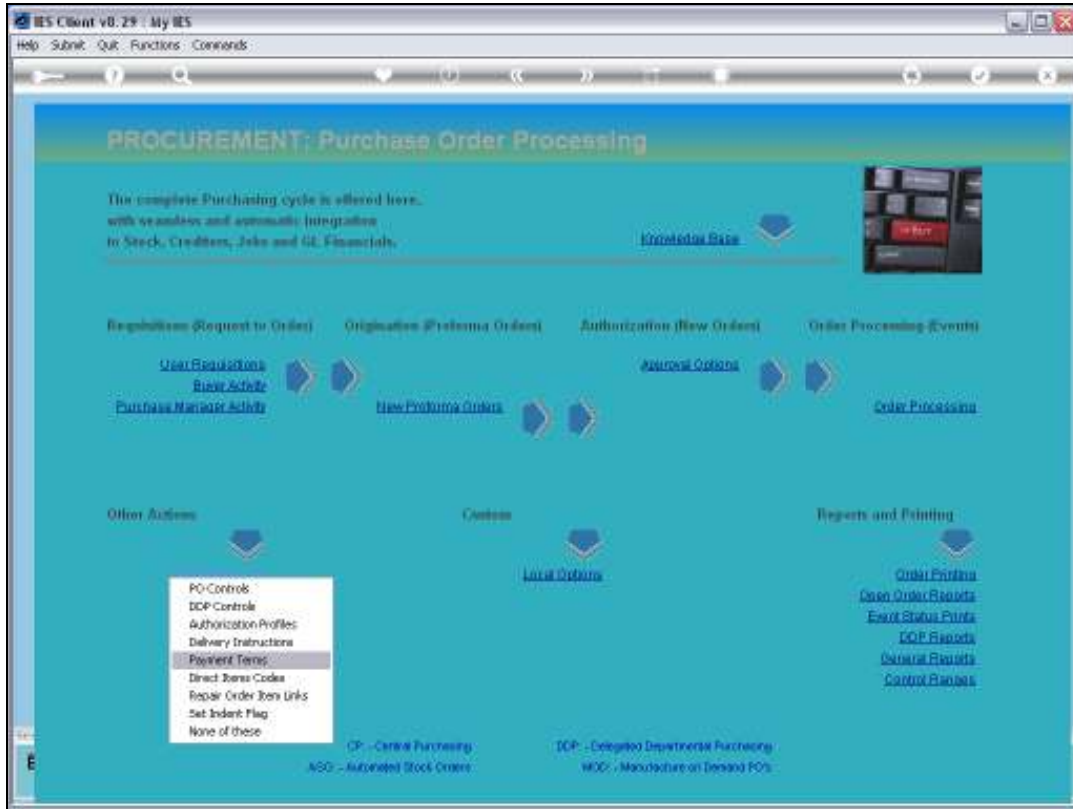 IES Client v8.29 : My IES
Help Submit Quit Functions Commands
PROCUREMENT: Purchase Order Processing
The complete Purchasing cycle is offered here,
with seamless and automatic Integration
to Stock, Creditors, Jobs and GL Financials.
Knowledge Base
Requisitions (Request to Order) Origination (Proforma Orders) Authorization (New Orders) Order Processing (Events)
User Requisitions
Buyer Activity
Purchase Manager Activity
New Proforma Orders
Approval Options
Order Processing
Other Actions
PO Controls
DDP Controls
Authorization Profiles
Delivery Instructions
Payment Terms
Direct Items Codes
Repair Order Item Links
Set Indent Flag
None of these
Custom
Local Options
Reports and Printing
Order Printing
Open Order Reports
Event Status Prints
DDP Reports
General Reports
Control Ranges
CP: - Central Purchasing DDP: - Delegated Departmental Purchasing
ASO: - Automated Stock Orders MOD: - Manufacture on Demand PO's